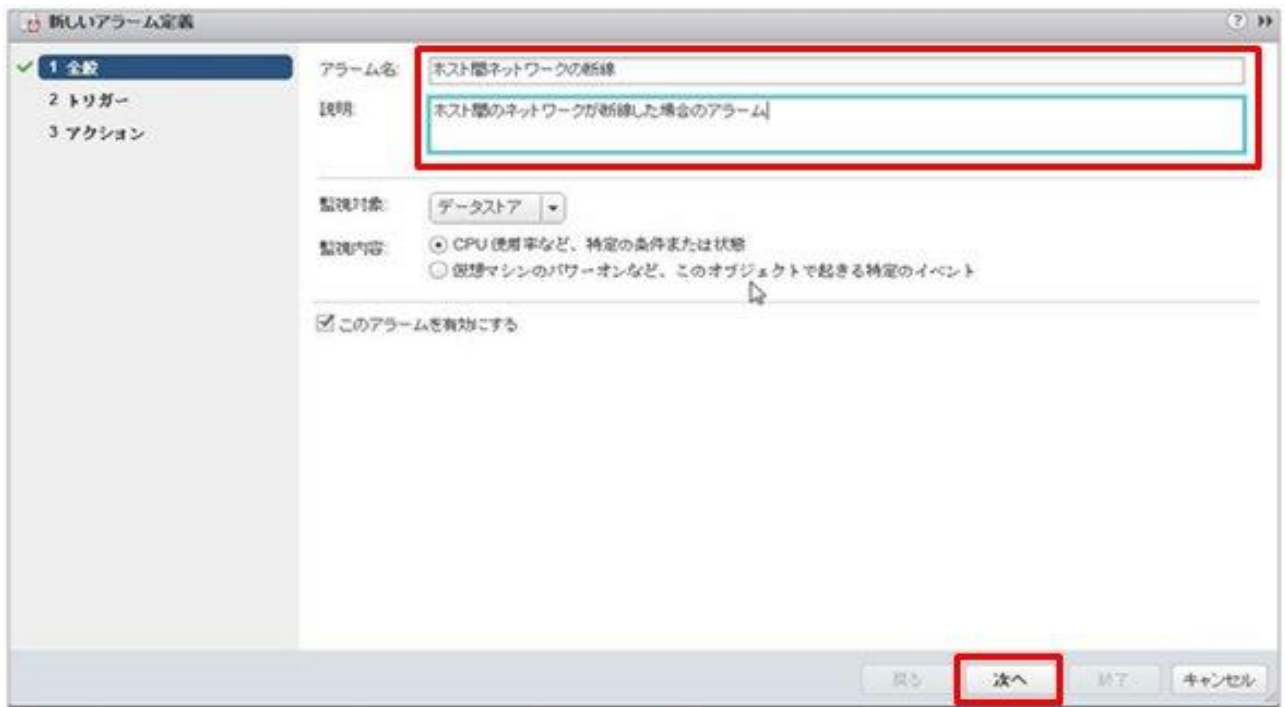 新しいアラーム定義
1 全般
2 トリガー
3 アクション
アラーム名:
ホスト間ネットワークの断線
説明:
ホスト間のネットワークが断線した場合のアラーム
監視対象:
データストア
監視内容:
CPU 使用率など、特定の条件または状態
仮想マシンのパワーオンなど、このオブジェクトで起きる特定のイベント
このアラームを有効にする
戻る 次へ 終了 キャンセル